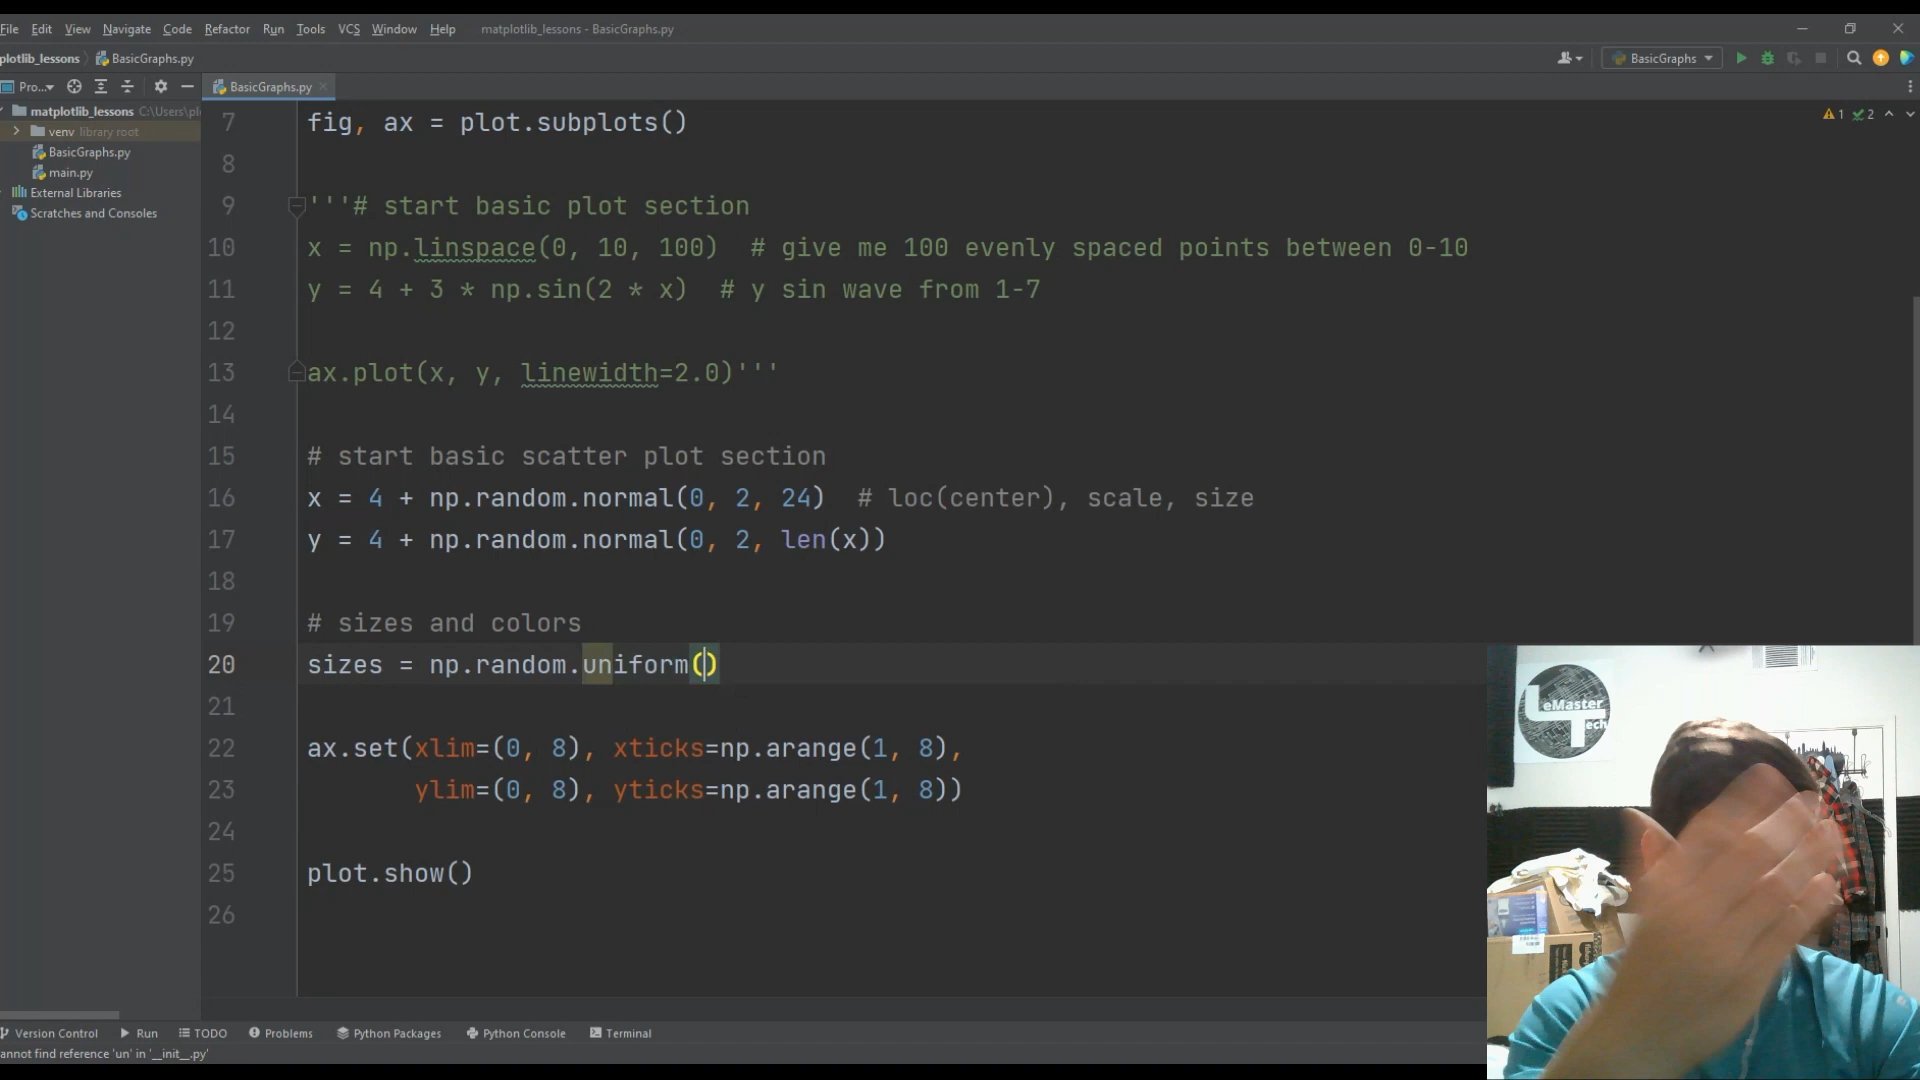 File Edit View Navigate Code Refactor Run Tools VCS Window Help matplotlib_lessons - BasicGraphs.py
plotlib_lessons BasicGraphs.py BasicGraphs
Pro... BasicGraphs.py
matplotlib_lessons C:\Users\pl
venv library root
BasicGraphs.py
main.py
External Libraries
Scratches and Consoles
1 2
7 fig, ax = plot.subplots()
8
9 '''# start basic plot section
10 x = np.linspace(0, 10, 100)  # give me 100 evenly spaced points between 0-10
11 y = 4 + 3 * np.sin(2 * x)  # y sin wave from 1-7
12
13 ax.plot(x, y, linewidth=2.0)'''
14
15 # start basic scatter plot section
16 x = 4 + np.random.normal(0, 2, 24)  # loc(center), scale, size
17 y = 4 + np.random.normal(0, 2, len(x))
18
19 # sizes and colors
20 sizes = np.random.uniform()
21
22 ax.set(xlim=(0, 8), xticks=np.arange(1, 8),
23 ylim=(0, 8), yticks=np.arange(1, 8))
24
25 plot.show()
26
eMaster
Tech
Version Control Run TODO Problems Python Packages Python Console Terminal
annot find reference 'un' in '__init__.py'